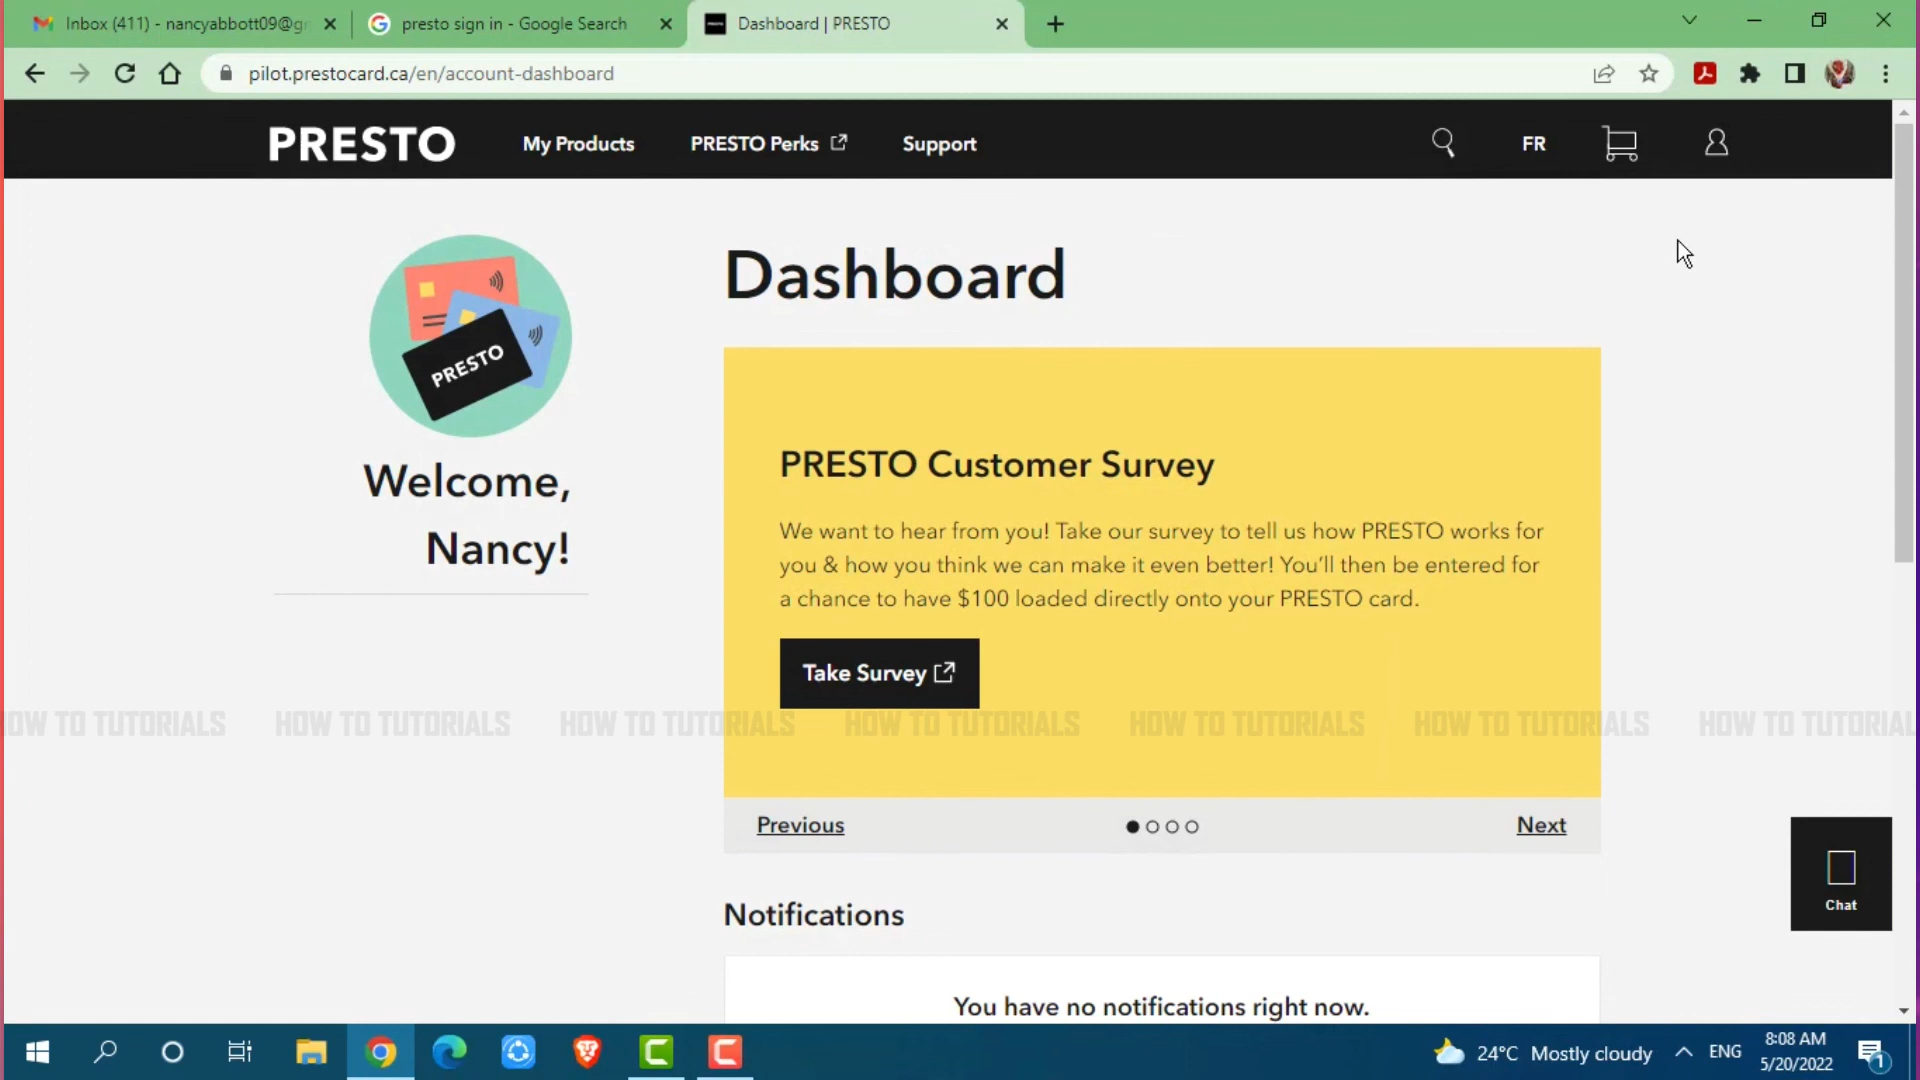 Inbox (411) - nancyabbott09@g
presto sign in - Google Search
Dashboard | PRESTO
pilot.prestocard.ca/en/account-dashboard
PRESTO
My Products
PRESTO Perks
Support
FR
Dashboard
PRESTO
Welcome,
Nancy!
PRESTO Customer Survey
We want to hear from you! Take our survey to tell us how PRESTO works for
you & how you think we can make it even better! You'll then be entered for
a chance to have $100 loaded directly onto your PRESTO card.
Take Survey
OW TO TUTORIALS HOW TO TUTORIALS HOW TO TUTORIALS HOW TO TUTORIALS HOW TO TUTORIALS HOW TO TUTORIALS HOW TO TUTORIAL
Previous
Next
Chat
Notifications
You have no notifications right now.
24°C Mostly cloudy
ENG
8:08 AM
5/20/2022
1